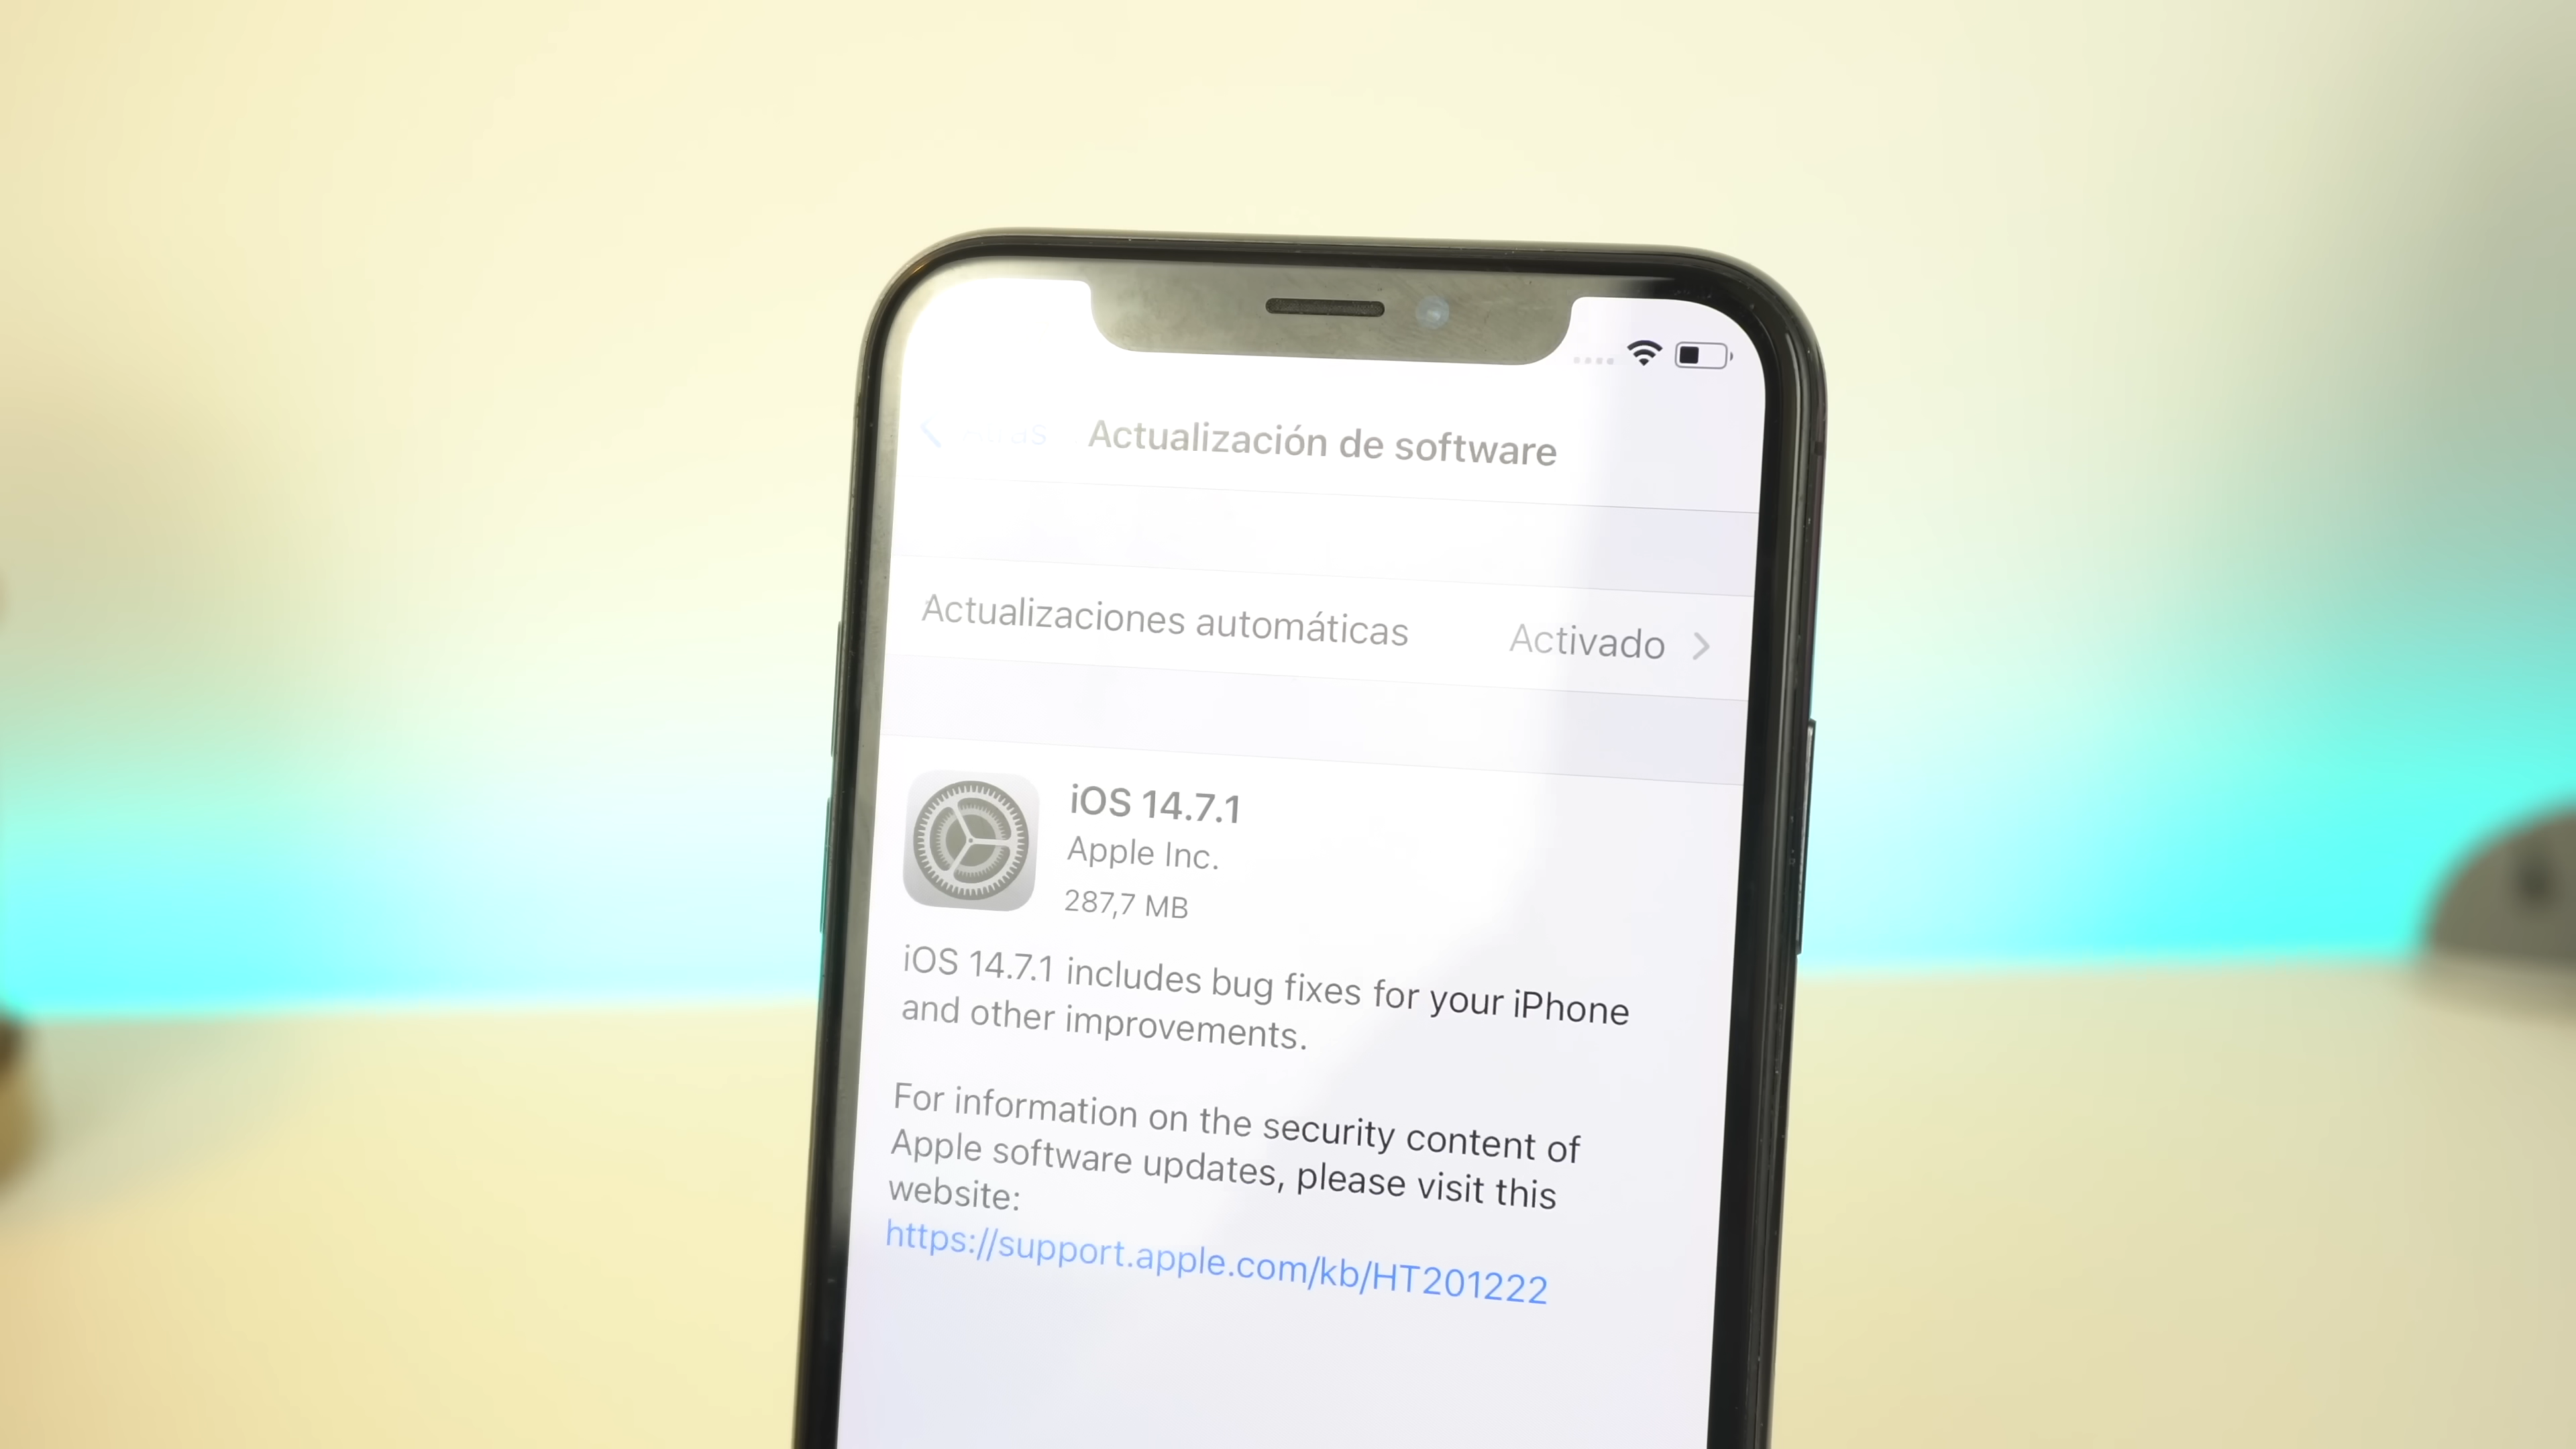 Atrás
Actualización de software
Actualizaciones automáticas
Activado
iOS 14.7.1
Apple Inc.
287,7 MB
iOS 14.7.1 includes bug fixes for your iPhone
and other improvements.
For information on the security content of
Apple software updates, please visit this
website:
https://support.apple.com/kb/HT201222